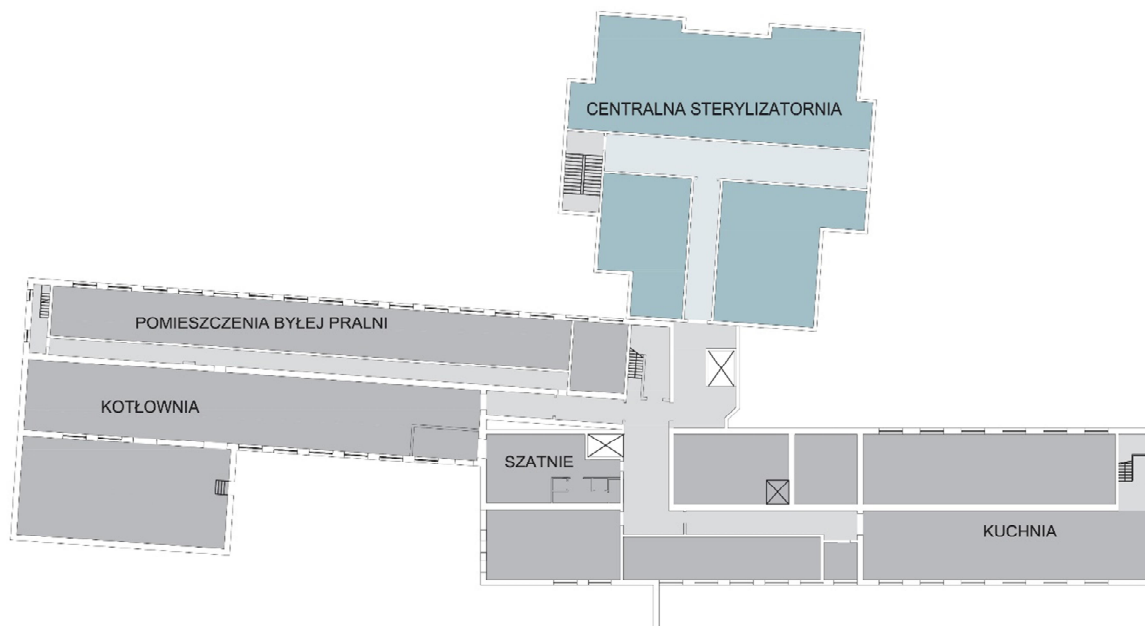 CENTRALNA STERYLIZATORNIA
POMIESZCZENIA BYŁEJ PRALNI
KOTŁOWNIA
SZATNIE
KUCHNIA